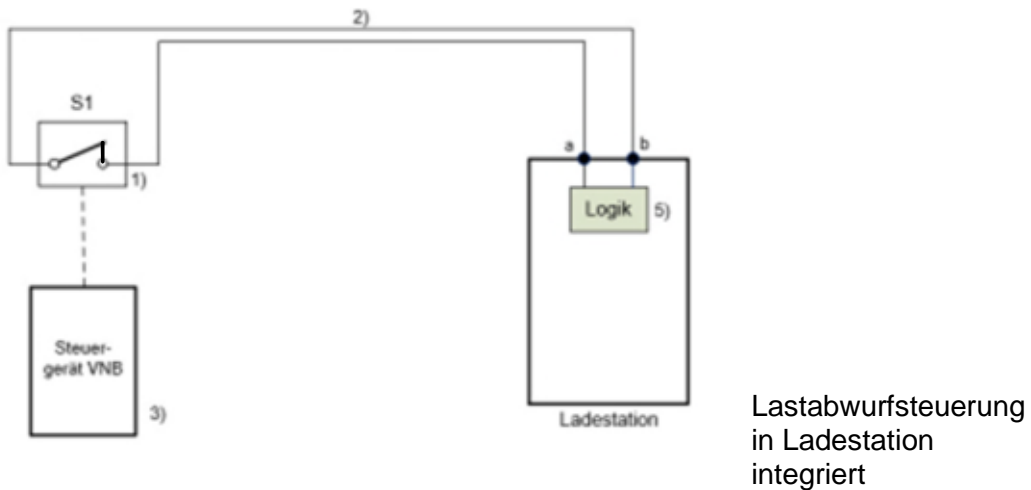 2)
S1
1)
a
b
Logik
5)
Steuer-
gerät VNB
3)
Ladestation
Lastabwurfsteuerung
in Ladestation
integriert